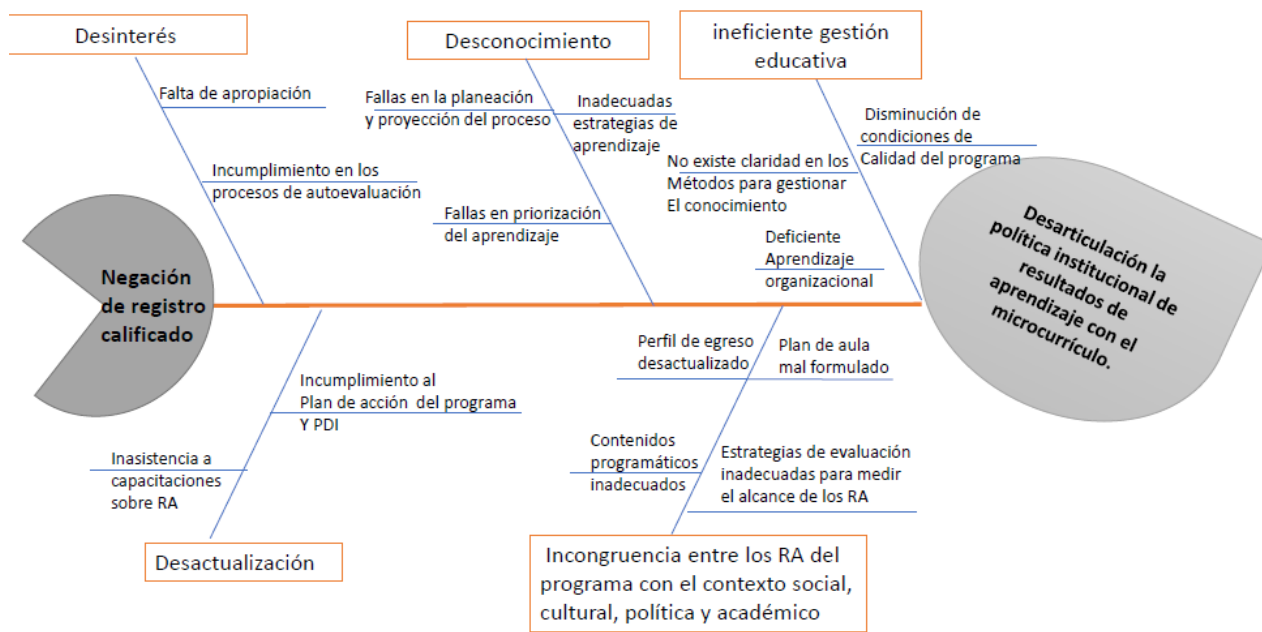 Desinterés
Falta de apropiación
Incumplimiento en los
procesos de autoevaluación
Desconocimiento
Fallas en la planeación
y proyección del proceso
Inadecuadas
estrategias de
aprendizaje
Fallas en priorización
del aprendizaje
ineficiente gestión
educativa
Disminución de
condiciones de
Calidad del programa
No existe claridad en los
Métodos para gestionar
El conocimiento
Deficiente
Aprendizaje
organizacional
Negación
de registro
calificado
Desarticulación la
política institucional de
resultados de
aprendizaje con el
microcurrículo.
Incumplimiento al
Plan de acción del programa
Y PDI
Inasistencia a
capacitaciones
sobre RA
Desactualización
Perfil de egreso
desactualizado
Plan de aula
mal formulado
Contenidos
programáticos
inadecuados
Estrategias de evaluación
inadecuadas para medir
el alcance de los RA
Incongruencia entre los RA del
programa con el contexto social,
cultural, política y académico